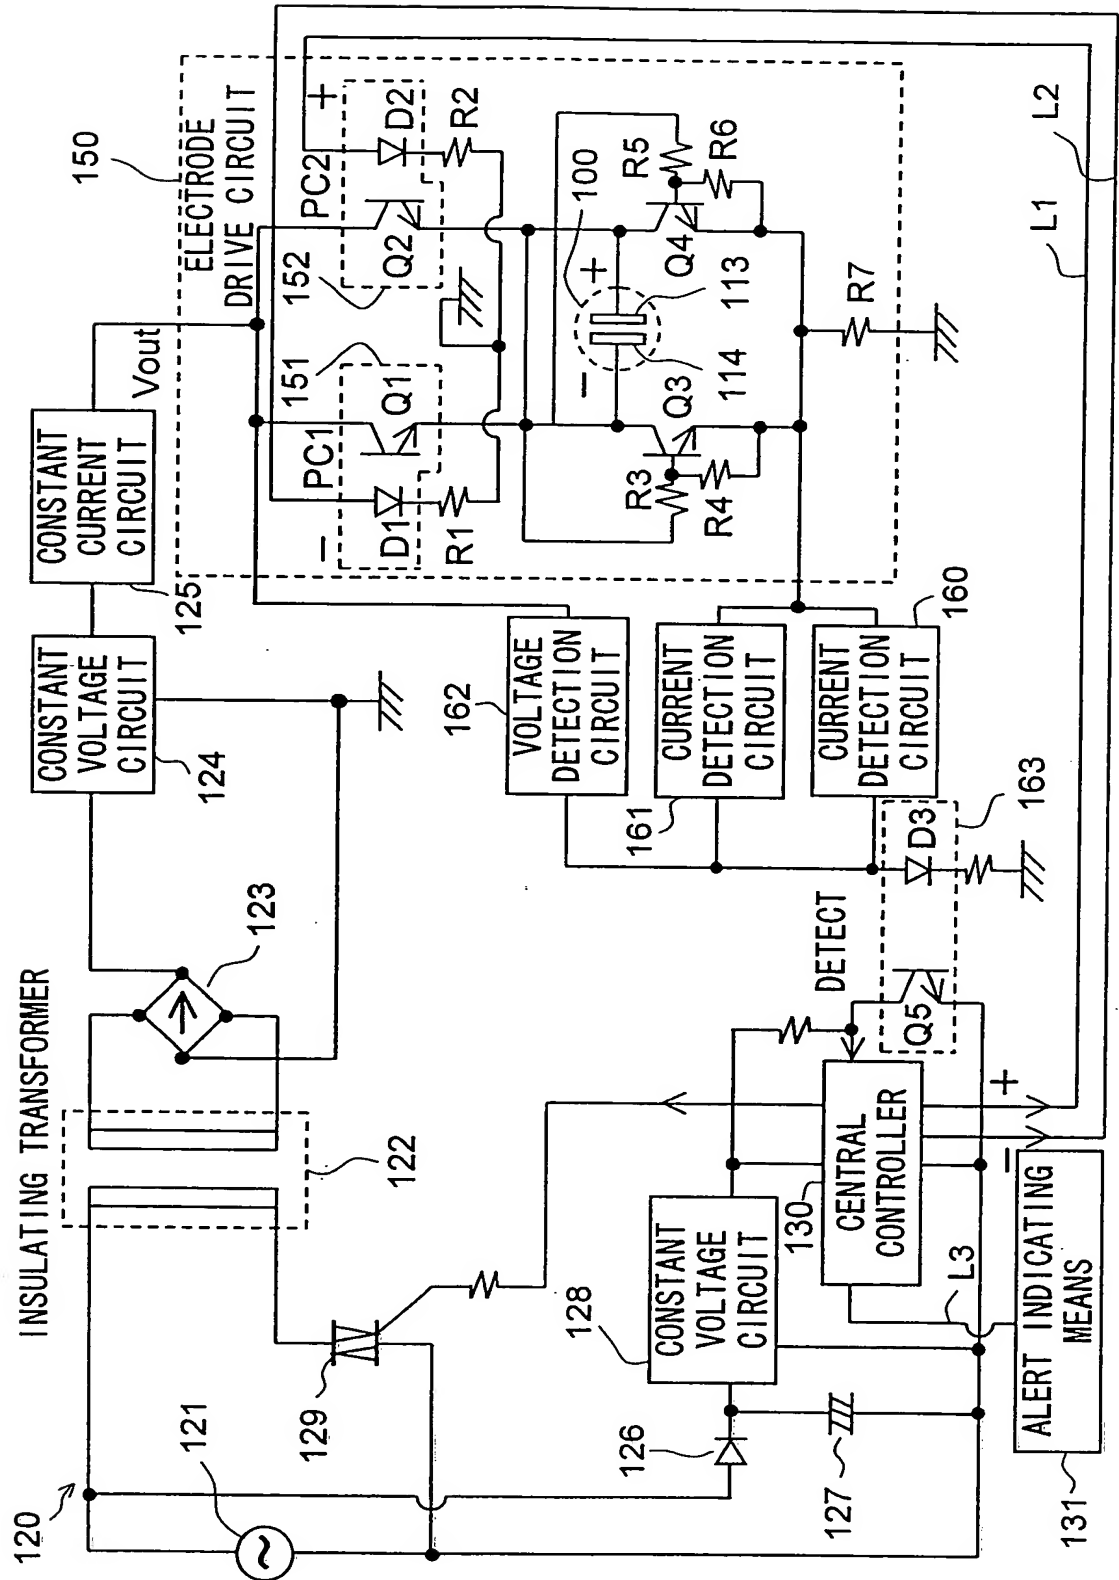 120
121
INSULATING TRANSFORMER
122
123
129
CONSTANT
VOLTAGE
CIRCUIT
124
CONSTANT
CURRENT
CIRCUIT
125
Vout
150
ELECTRODE
DRIVE CIRCUIT
151
152
PC1
PC2
−
+
D1
Q1
Q2
D2
R1
R2
100
−
+
114
113
Q3
Q4
R3
R4
R5
R6
R7
L1
L2
VOLTAGE
DETECTION
CIRCUIT
162
CURRENT
DETECTION
CIRCUIT
161
CURRENT
DETECTION
CIRCUIT
160
163
D3
DETECT
Q5
126
127
CONSTANT
VOLTAGE
CIRCUIT
128
CENTRAL
CONTROLLER
130
+
−
L3
ALERT INDICATING
MEANS
131